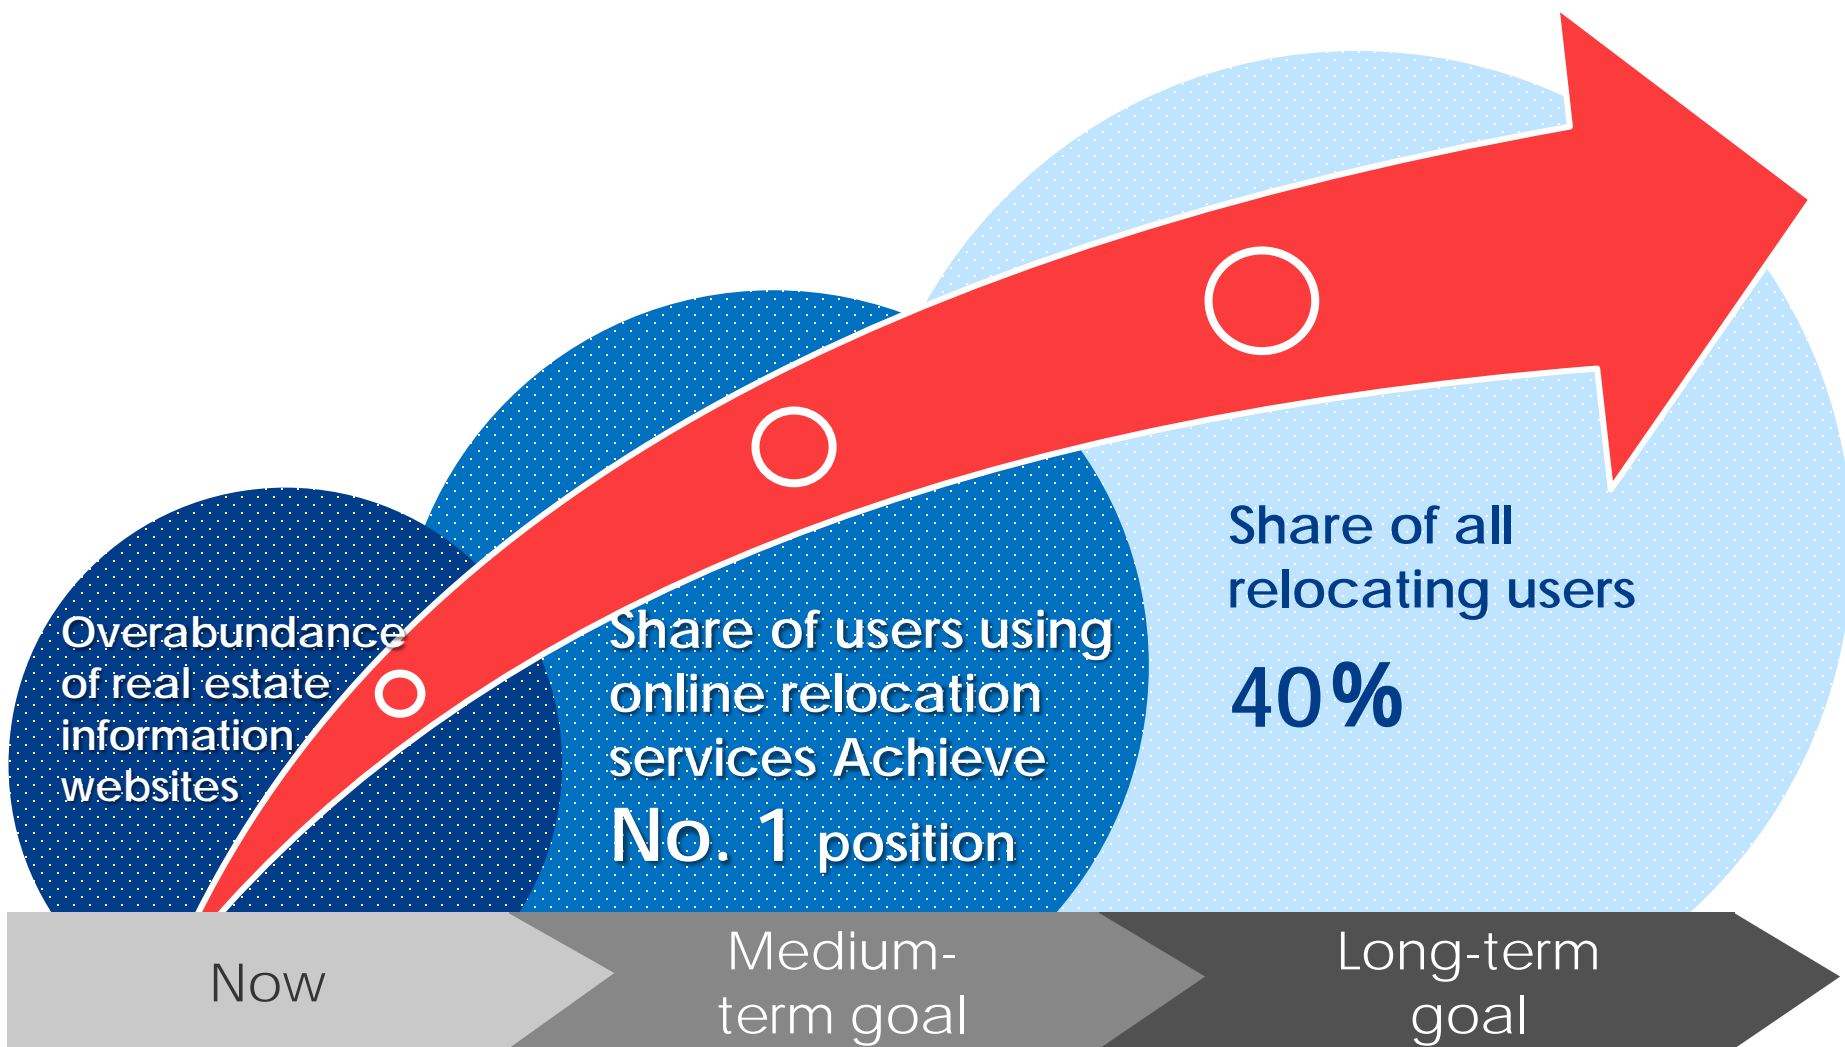 Overabundance
of real estate
information
websites
Share of users using
online relocation
services Achieve
No. 1 position
Share of all
relocating users
40%
Now
Medium-
term goal
Long-term
goal